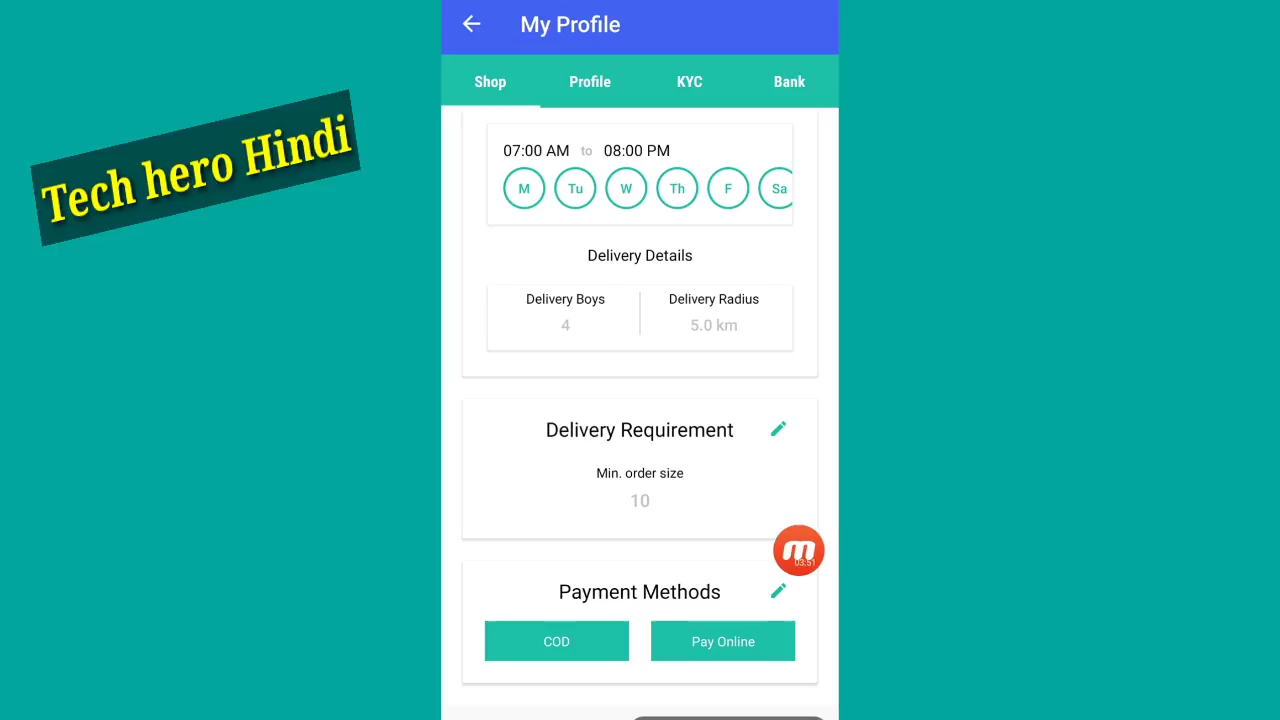 My Profile
Shop Profile KYC Bank
Tech hero Hindi
07:00 AM to 08:00 PM
M Tu W Th F Sa
Delivery Details
Delivery Boys Delivery Radius
4 5.0 km
Delivery Requirement
Min. order size
10
03:51
Payment Methods
COD Pay Online